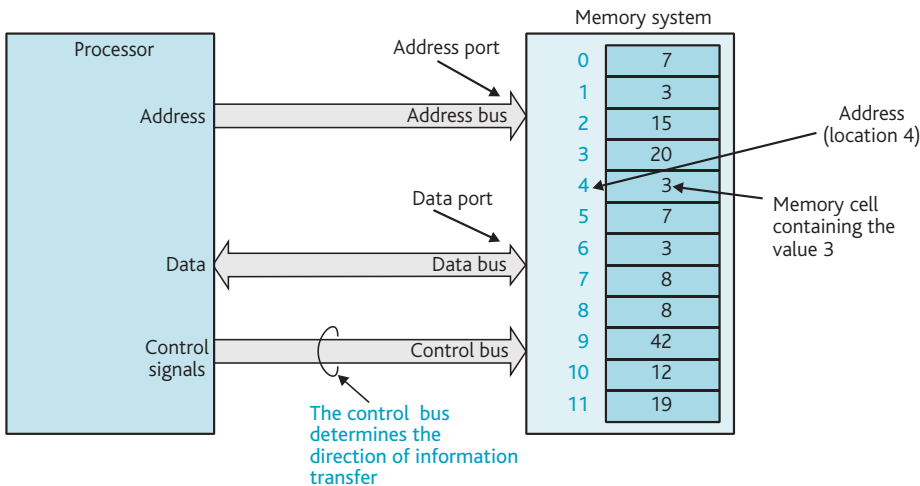 Memory system
Processor
Address port
Address
Address bus
Data port
Data
Data bus
Control
signals
Control bus
The control bus
determines the
direction of information
transfer
0 7
1 3
2 15
3 20
4 3
5 7
6 3
7 8
8 8
9 42
10 12
11 19
Address
(location 4)
Memory cell
containing the
value 3